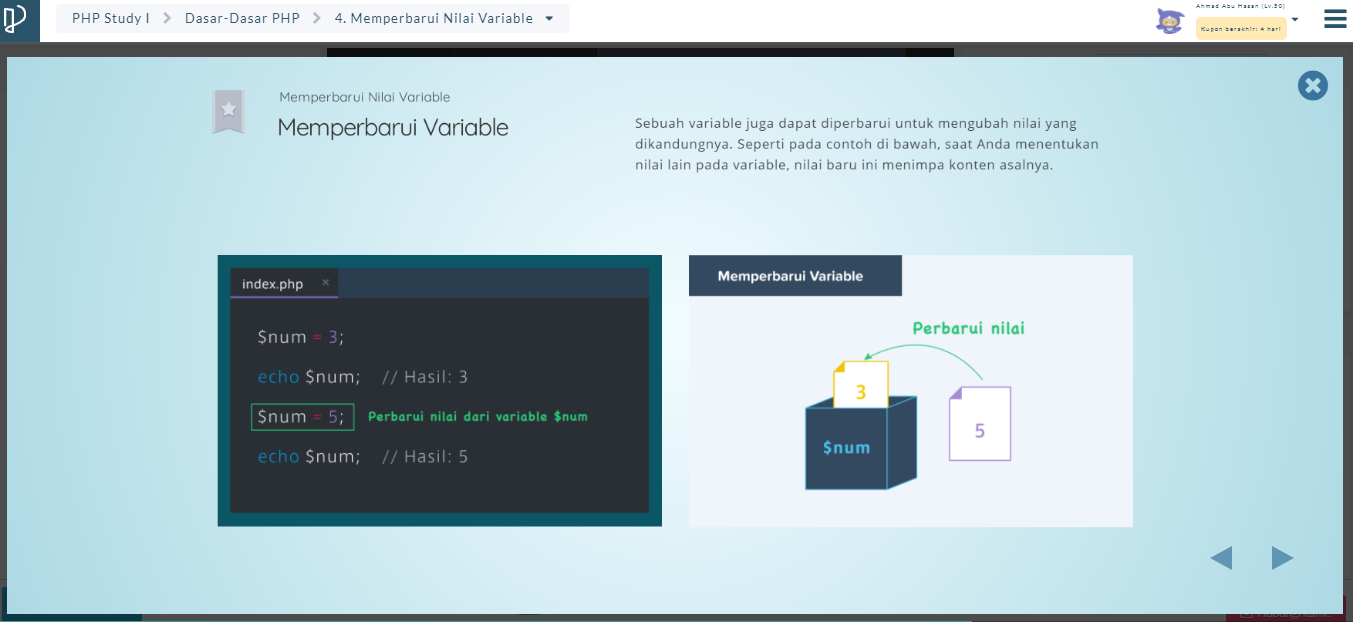 PHP Study I
Dasar-Dasar PHP
4. Memperbarui Nilai Variable
Ahmad Abu Hasan (Lv.50)
Kupon berakhir: 4 hari
Memperbarui Nilai Variable
Memperbarui Variable
Sebuah variable juga dapat diperbarui untuk mengubah nilai yang
dikandungnya. Seperti pada contoh di bawah, saat Anda menentukan
nilai lain pada variable, nilai baru ini menimpa konten asalnya.
index.php ×
$num = 3;
echo $num; // Hasil: 3
$num = 5; Perbarui nilai dari variable $num
echo $num; // Hasil: 5
Memperbarui Variable
Perbarui nilai
3
$num
5